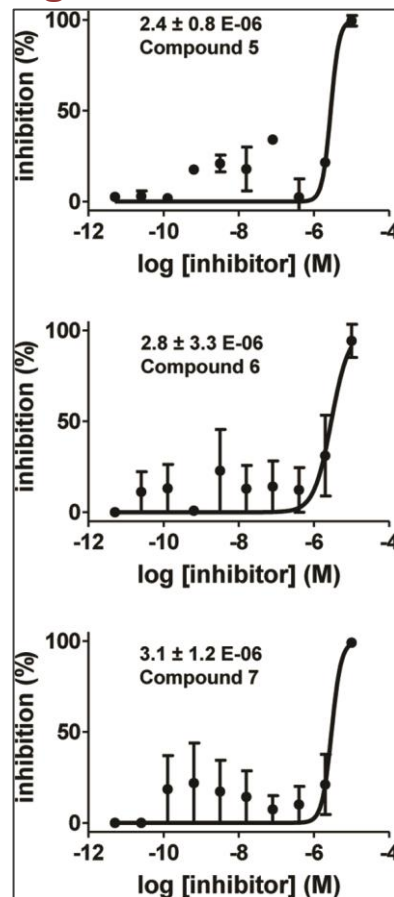 2.4 ± 0.8 E-06
Compound 5
inhibition (%)
100
50
0
-12 -10 -8 -6 -4
log [inhibitor] (M)
2.8 ± 3.3 E-06
Compound 6
inhibition (%)
100
50
0
-12 -10 -8 -6 -4
log [inhibitor] (M)
3.1 ± 1.2 E-06
Compound 7
inhibition (%)
100
50
0
-12 -10 -8 -6 -4
log [inhibitor] (M)